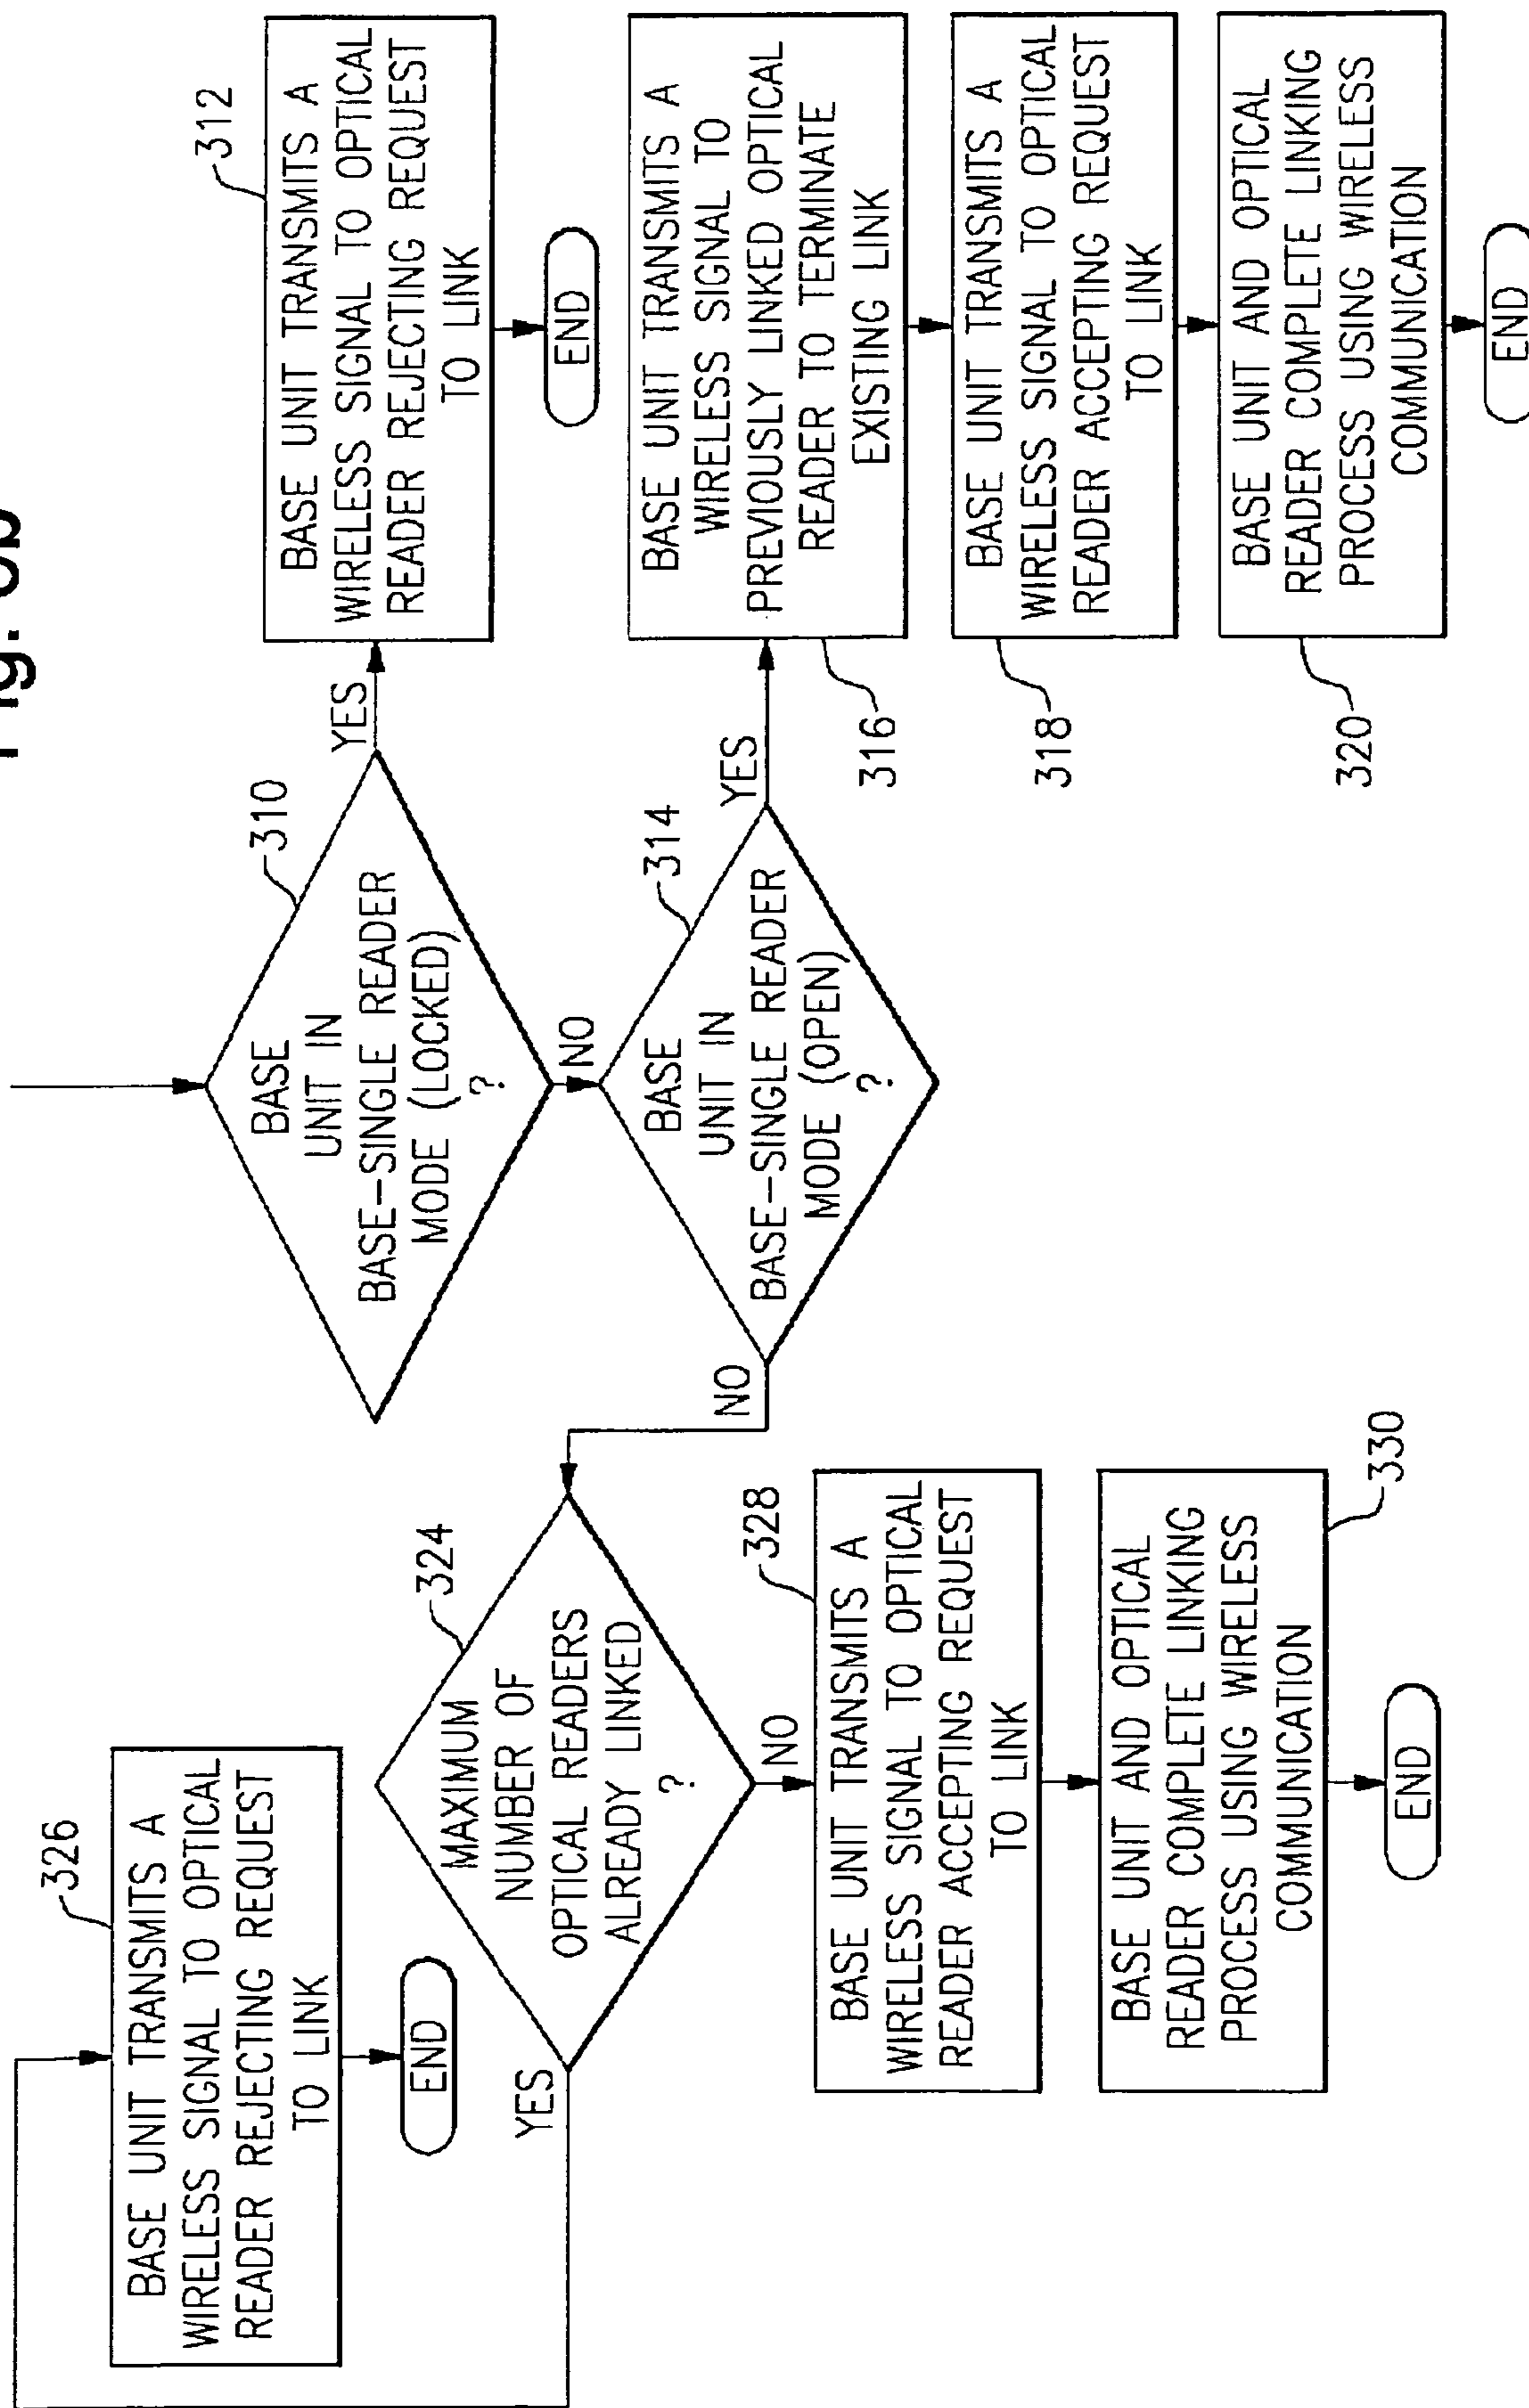 Fig.
326
BASE UNIT TRANSMITS A
WIRELESS SIGNAL TO OPTICAL
READER REJECTING REQUEST
TO LINK
END
YES
324
MAXIMUM
NUMBER OF
OPTICAL READERS
ALREADY LINKED
?
NO
328
BASE UNIT TRANSMITS A
WIRELESS SIGNAL TO OPTICAL
READER ACCEPTING REQUEST
TO LINK
BASE UNIT AND OPTICAL
READER COMPLETE LINKING
PROCESS USING WIRELESS
COMMUNICATION
330
END
310
BASE
UNIT IN
BASE-SINGLE READER
MODE (LOCKED)
?
YES
NO
314
BASE
UNIT IN
BASE-SINGLE READER
MODE (OPEN)
?
NO
YES
312
BASE UNIT TRANSMITS A
WIRELESS SIGNAL TO OPTICAL
READER REJECTING REQUEST
TO LINK
END
BASE UNIT TRANSMITS A
WIRELESS SIGNAL TO
PREVIOUSLY LINKED OPTICAL
READER TO TERMINATE
EXISTING LINK
316
BASE UNIT TRANSMITS A
WIRELESS SIGNAL TO OPTICAL
READER ACCEPTING REQUEST
TO LINK
318
BASE UNIT AND OPTICAL
READER COMPLETE LINKING
PROCESS USING WIRELESS
COMMUNICATION
320
END